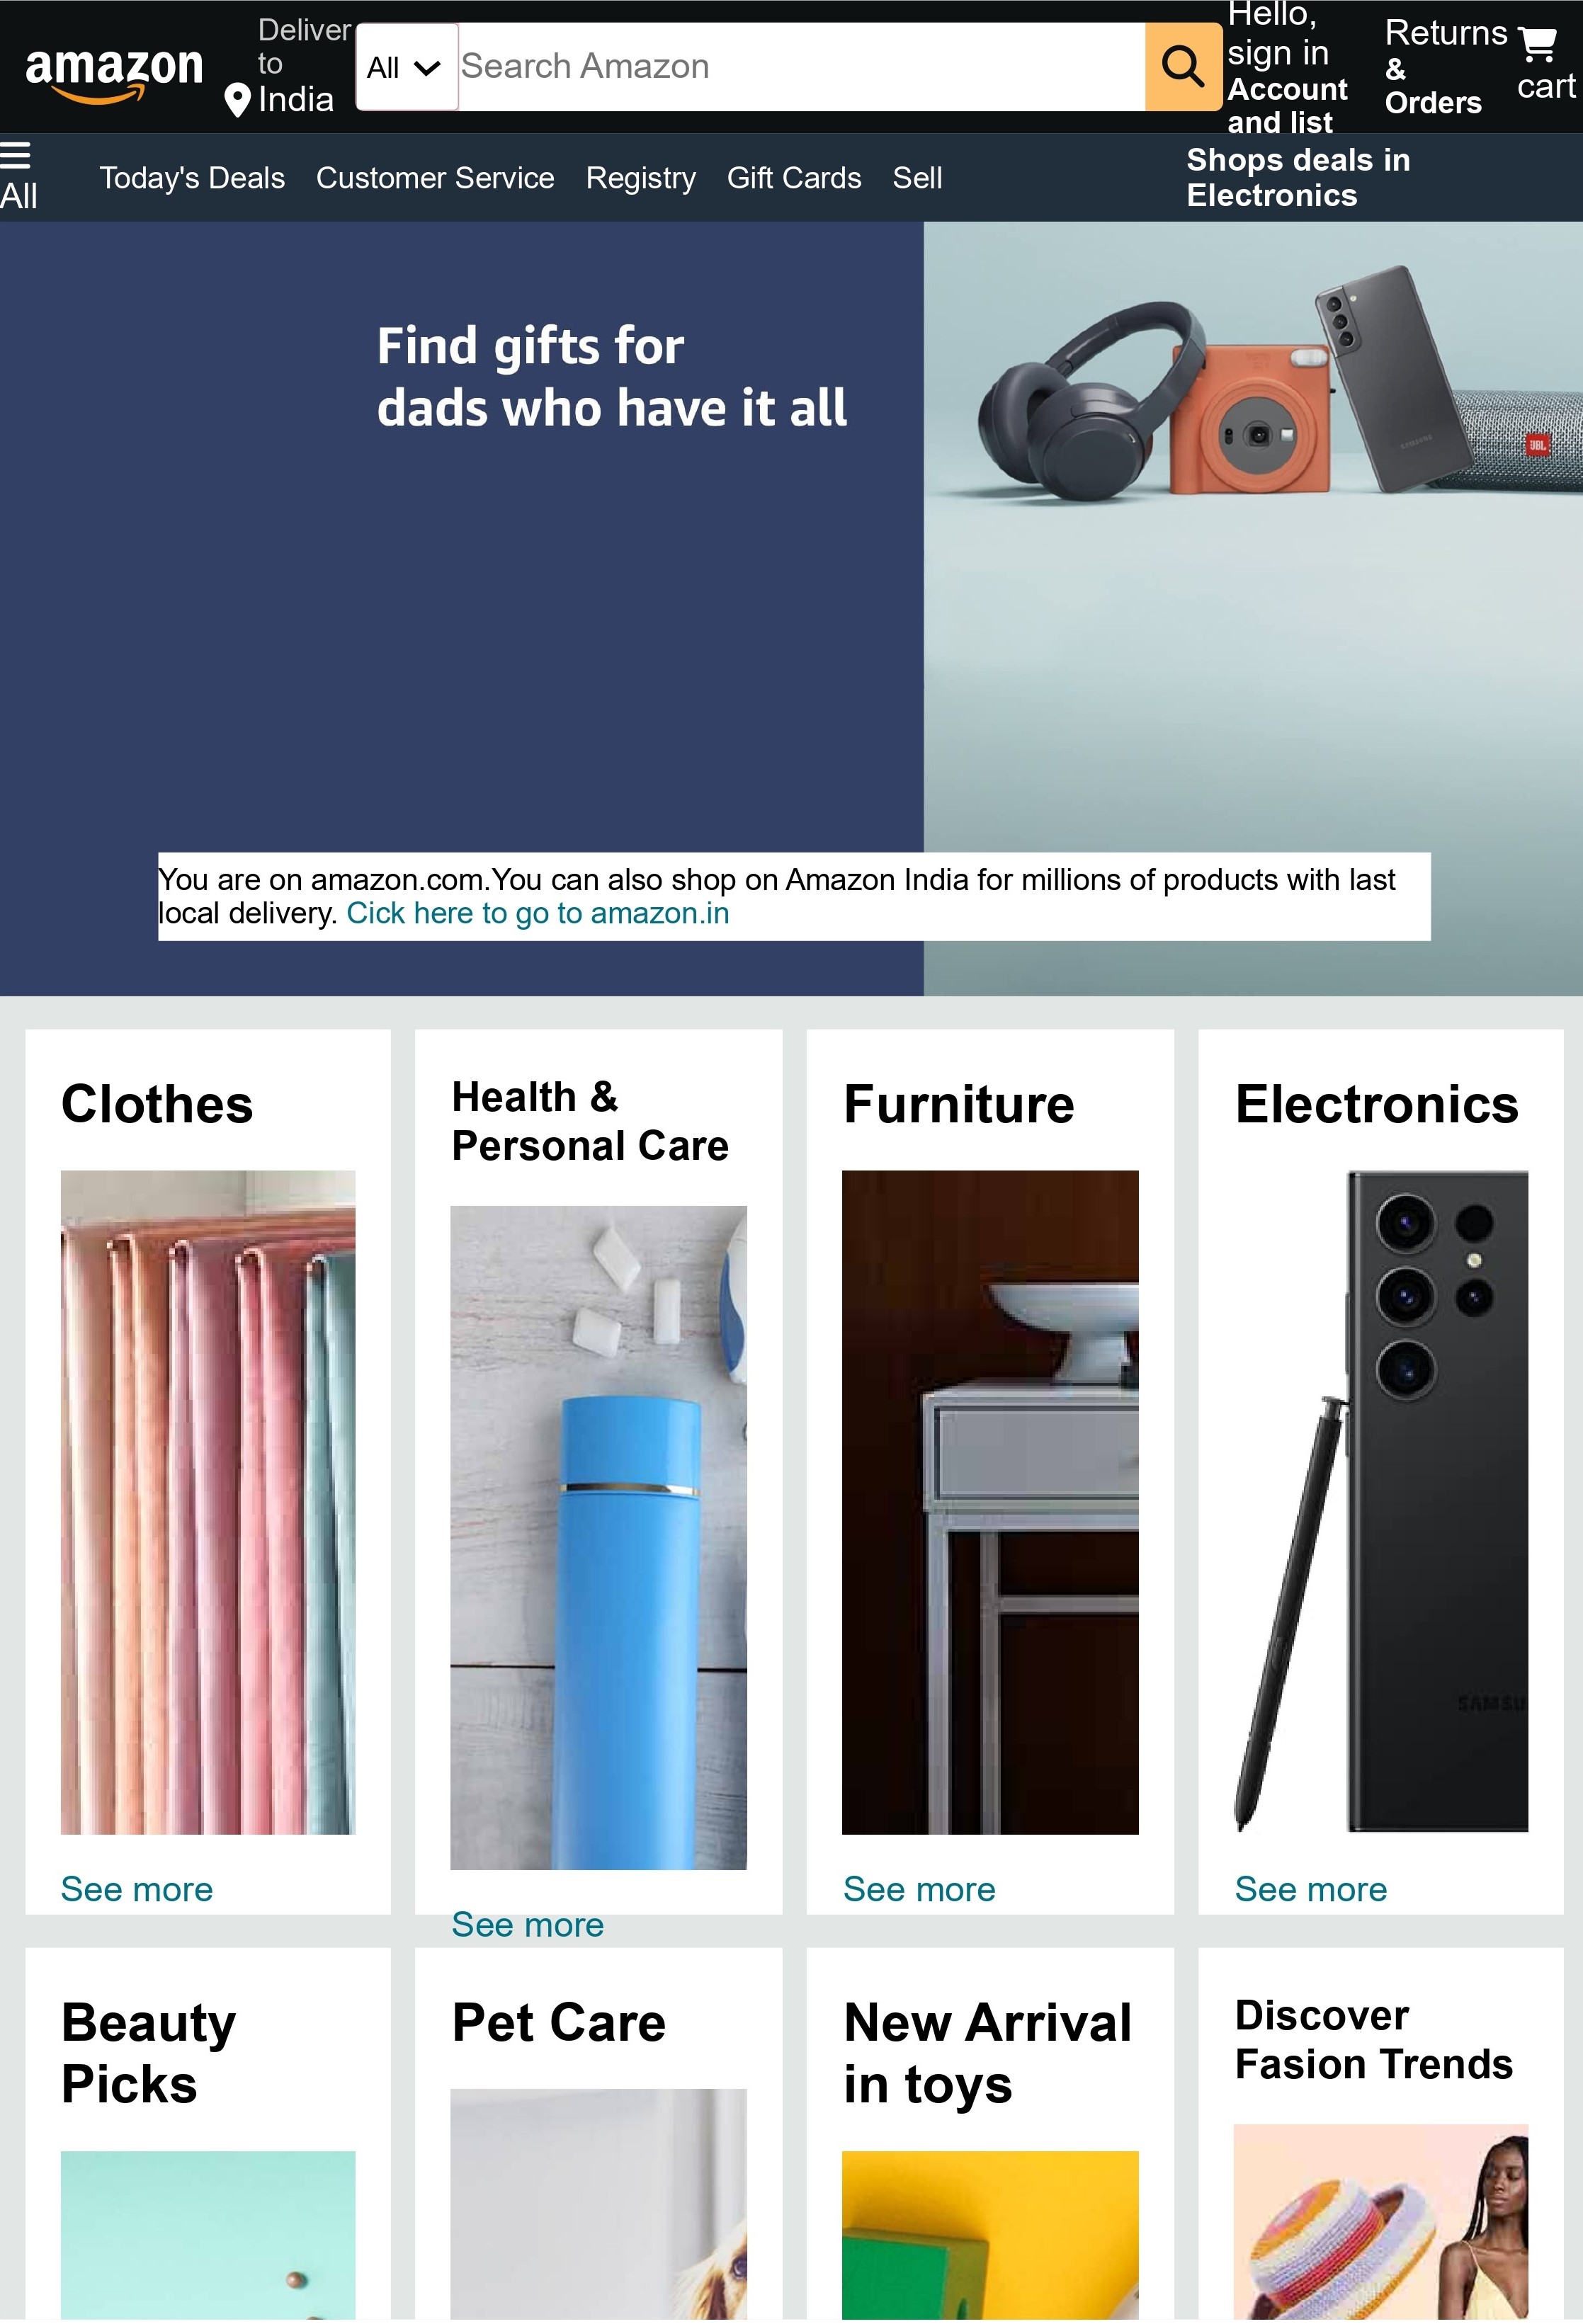 amazon
Deliver
to
India
All
Search Amazon
Hello,
sign in
Account
and list
Returns
&
Orders
cart
All
Today's Deals
Customer Service
Registry
Gift Cards
Sell
Shops deals in
Electronics
Find gifts for
dads who have it all
SAMSUNG
JBL
You are on amazon.com.You can also shop on Amazon India for millions of products with last
local delivery. Cick here to go to amazon.in
Clothes
Health &
Personal Care
Furniture
Electronics
SAMSU
See more
See more
See more
See more
Beauty
Picks
Pet Care
New Arrival
in toys
Discover
Fasion Trends